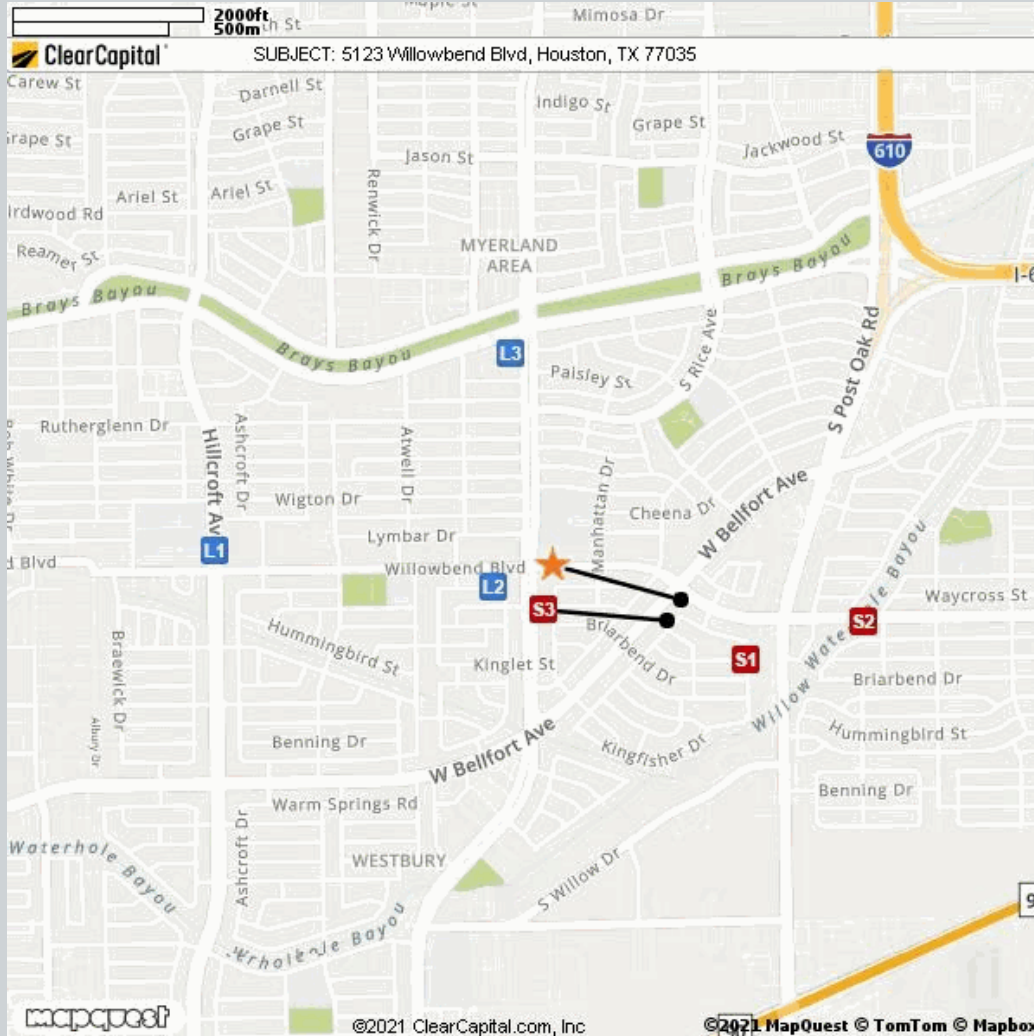 2000ft
500m
Maple St
Mimosa Dr
ClearCapital
SUBJECT: 5123 Willowbend Blvd, Houston, TX 77035
Carew St
Darnell St
Indigo St
Grape St
Grape St
Grape St
Jackwood St
610
Jason St
Renwick Dr
Ariel St
Ariel St
irdwood Rd
Reamer St
MYERLAND
AREA
Brays Bayou
Brays Bayou
Brays Bayou
I-6
L3
Paisley St
S Rice Ave
S Post Oak Rd
Rutherglenn Dr
Hillcroft Av
Ashcroft Dr
Atwell Dr
Manhattan Dr
Wigton Dr
Cheena Dr
W Bellfort Ave
Lymbar Dr
L1
d Blvd
Willowbend Blvd
L2
S3
S2
Waycross St
Briarbend Dr
Hummingbird St
Kinglet St
S1
Willow Waterhole Bayou
Briarbend Dr
Braewick Dr
Albury Dr
Benning Dr
W Bellfort Ave
Kingfisher Dr
Hummingbird St
Benning Dr
Warm Springs Rd
Ashcroft Dr
Waterhole Bayou
WESTBURY
S Willow Dr
9
mapquest
©2021 ClearCapital.com, Inc
©2021 MapQuest © TomTom © Mapbox